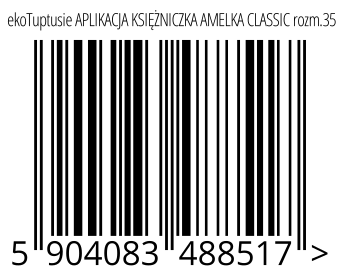 ekoTuptusie APLIKACJA KSIĘŻNICZKA AMELKA CLASSIC rozm.35
5 904083 488517 >